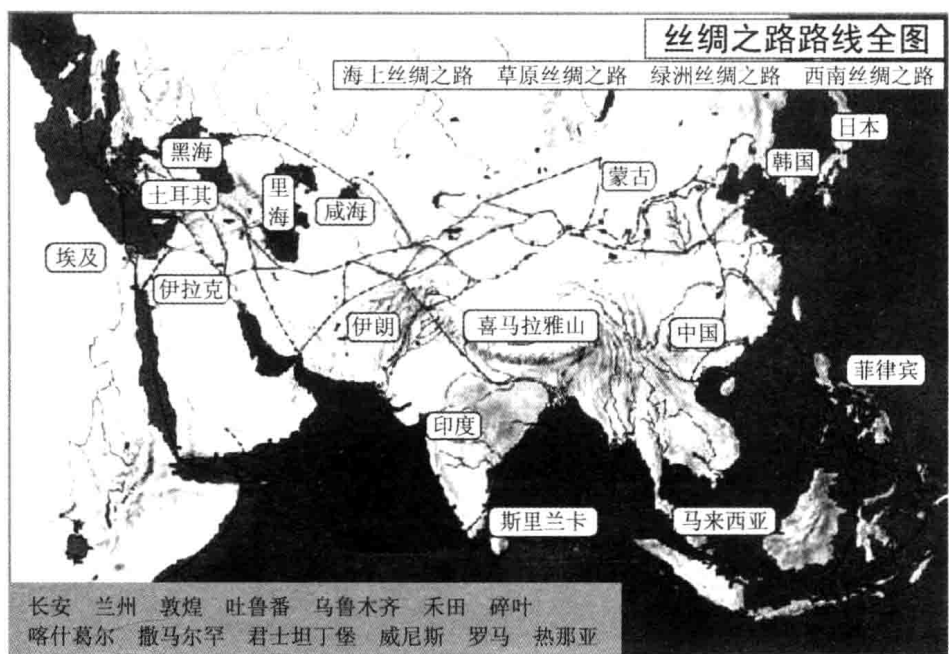 丝绸之路路线全图
海上丝绸之路 草原丝绸之路 绿洲丝绸之路 西南丝绸之路
日本
黑海
韩国
蒙古
土耳其
里海
咸海
埃及
伊拉克
伊朗
喜马拉雅山
中国
菲律宾
印度
斯里兰卡
马来西亚
长安 兰州 敦煌 吐鲁番 乌鲁木齐 禾田 碎叶
喀什葛尔 撒马尔罕 君士坦丁堡 威尼斯 罗马 热那亚